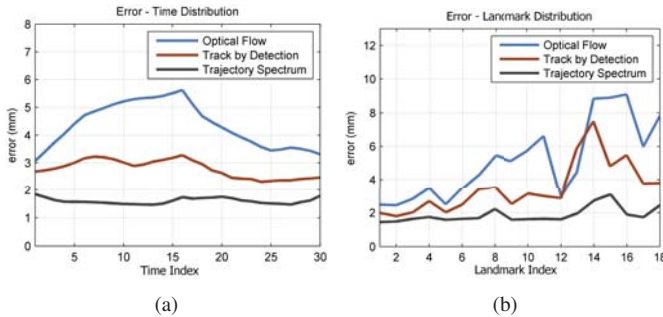 Error - Time Distribution
8
7
6
5
4
3
2
1
0
error (mm)
5
10
15
20
25
30
Time Index
Optical Flow
Track by Detection
Trajectory Spectrum
(a)
Error - Landmark Distribution
12
10
8
6
4
2
0
error (mm)
2
4
6
8
10
12
14
16
18
Landmark Index
Optical Flow
Track by Detection
Trajectory Spectrum
(b)